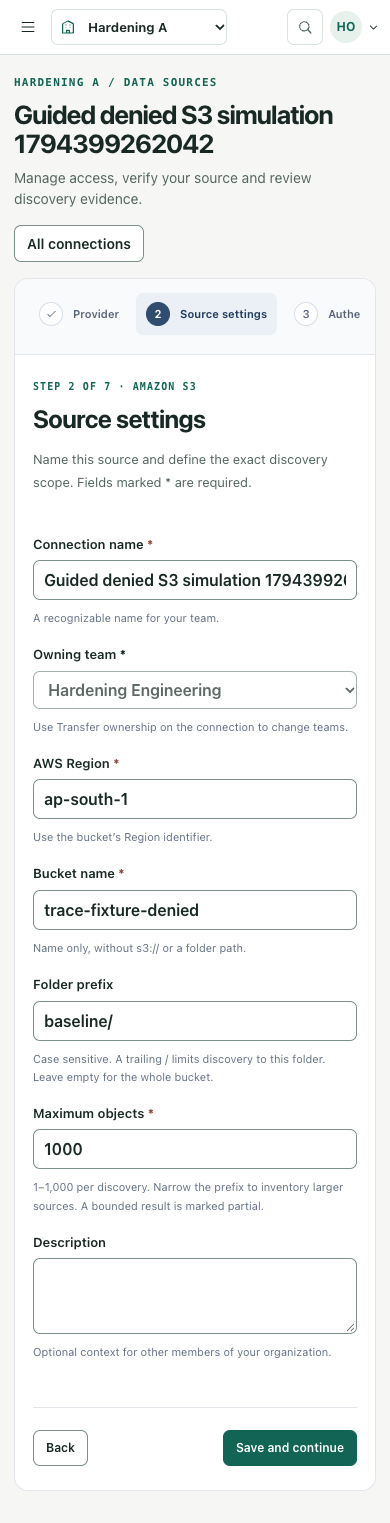 Hardening A
HO
HARDENING A / DATA SOURCES
Guided denied S3 simulation
1794399262042
Manage access, verify your source and review
discovery evidence.
All connections
Provider
2 Source settings
3 Authe
STEP 2 OF 7 · AMAZON S3
Source settings
Name this source and define the exact discovery
scope. Fields marked * are required.
Connection name *
Guided denied S3 simulation 17943992
A recognizable name for your team.
Owning team *
Hardening Engineering
Use Transfer ownership on the connection to change teams.
AWS Region *
ap-south-1
Use the bucket's Region identifier.
Bucket name *
trace-fixture-denied
Name only, without s3:// or a folder path.
Folder prefix
baseline/
Case sensitive. A trailing / limits discovery to this folder.
Leave empty for the whole bucket.
Maximum objects *
1000
1–1,000 per discovery. Narrow the prefix to inventory larger
sources. A bounded result is marked partial.
Description
Optional context for other members of your organization.
Back
Save and continue